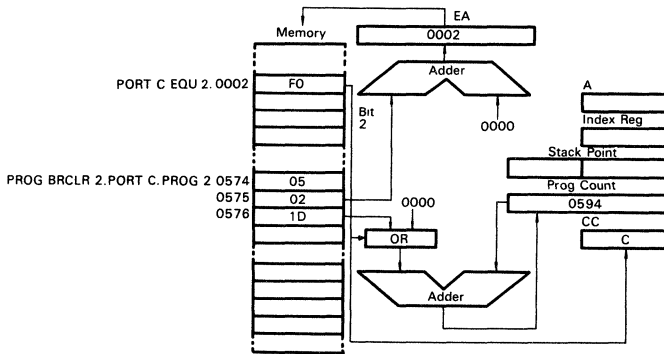 EA
Memory
0002
Adder
PORT C EQU 2. 0002
F0
Bit
2
0000
A
Index Reg
Stack Point
Prog Count
0594
CC
C
PROG BRCLR 2.PORT C.PROG 2 0574
05
0575
02
0576
1D
0000
OR
Adder